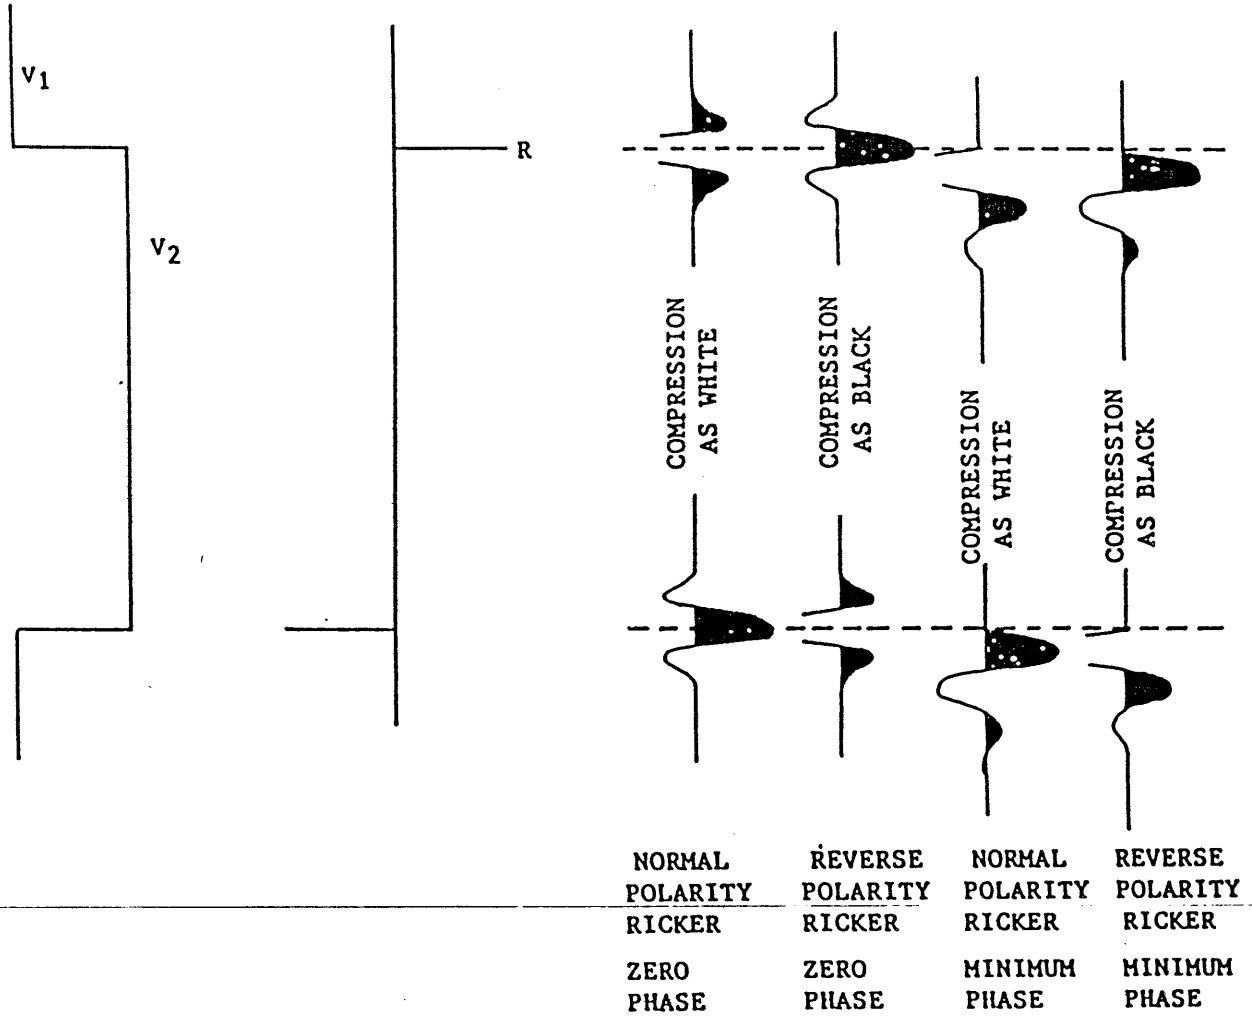 V1
R
V2
COMPRESSION
AS WHITE
COMPRESSION
AS BLACK
COMPRESSION
AS WHITE
COMPRESSION
AS BLACK
NORMAL
POLARITY
RICKER
ZERO
PHASE
REVERSE
POLARITY
RICKER
ZERO
PHASE
NORMAL
POLARITY
RICKER
MINIMUM
PHASE
REVERSE
POLARITY
RICKER
MINIMUM
PHASE